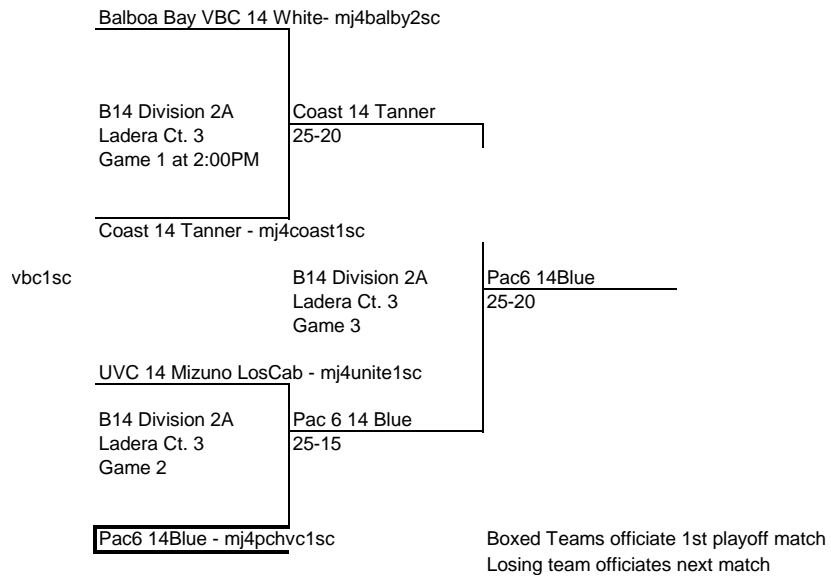 Balboa Bay VBC 14 White- mj4balby2sc
B14 Division 2A
Ladera Ct. 3
Game 1 at 2:00PM
Coast 14 Tanner
25-20
Coast 14 Tanner - mj4coast1sc
vbc1sc
B14 Division 2A
Ladera Ct. 3
Game 3
Pac6 14Blue
25-20
UVC 14 Mizuno LosCab - mj4unite1sc
B14 Division 2A
Ladera Ct. 3
Game 2
Pac 6 14 Blue
25-15
Pac6 14Blue - mj4pchvc1sc
Boxed Teams officiate 1st playoff match
Losing team officiates next match